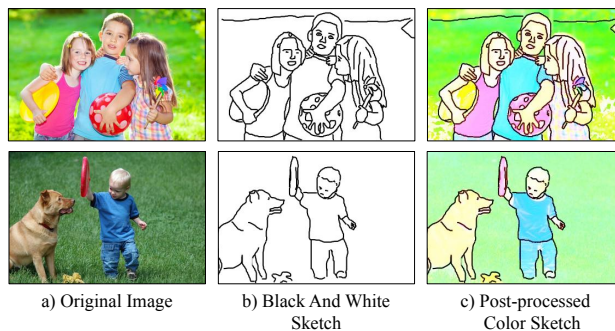 a) Original Image
b) Black And White
Sketch
c) Post-processed
Color Sketch